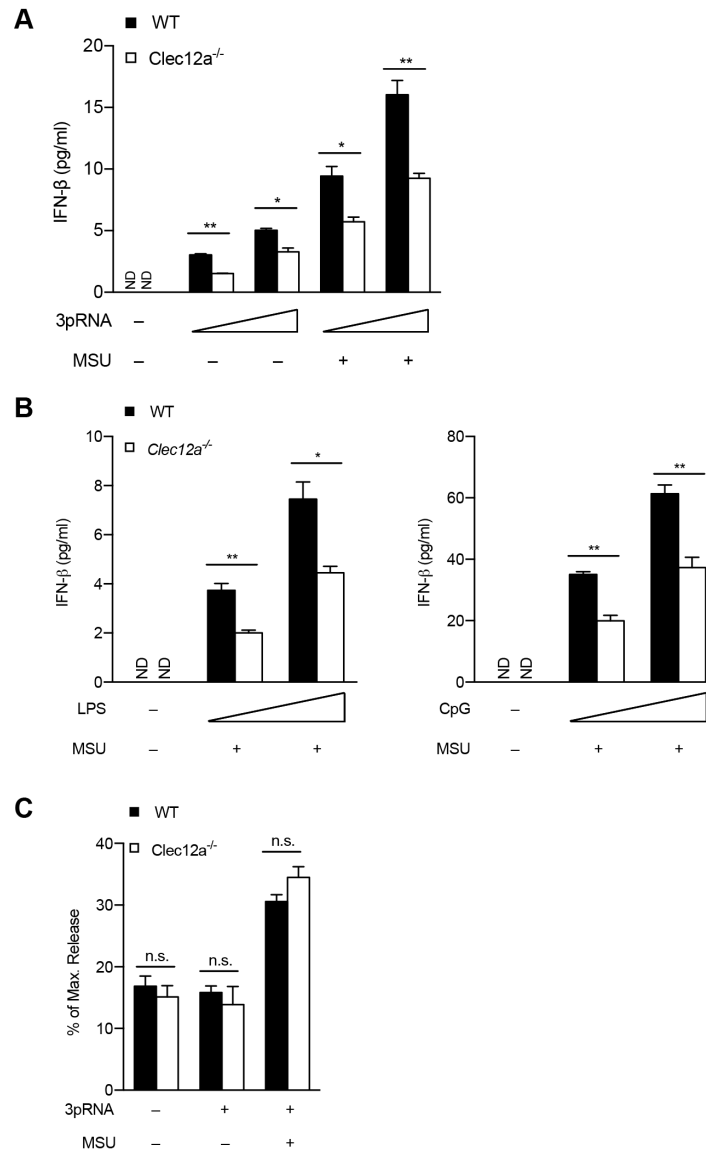 A
WT
Clec12a-/-
20
15
10
5
0
IFN-β (pg/ml)
** * * **
ND ND
3pRNA –
MSU – – – + +
B
WT
Clec12a-/-
10
8
6
4
2
0
IFN-β (pg/ml)
** *
ND ND
LPS –
MSU – + +
80
60
40
20
0
IFN-β (pg/ml)
** **
ND ND
CpG –
MSU – + +
C
WT
Clec12a-/-
40
30
20
10
0
% of Max. Release
n.s. n.s. n.s.
3pRNA – + +
MSU – – +